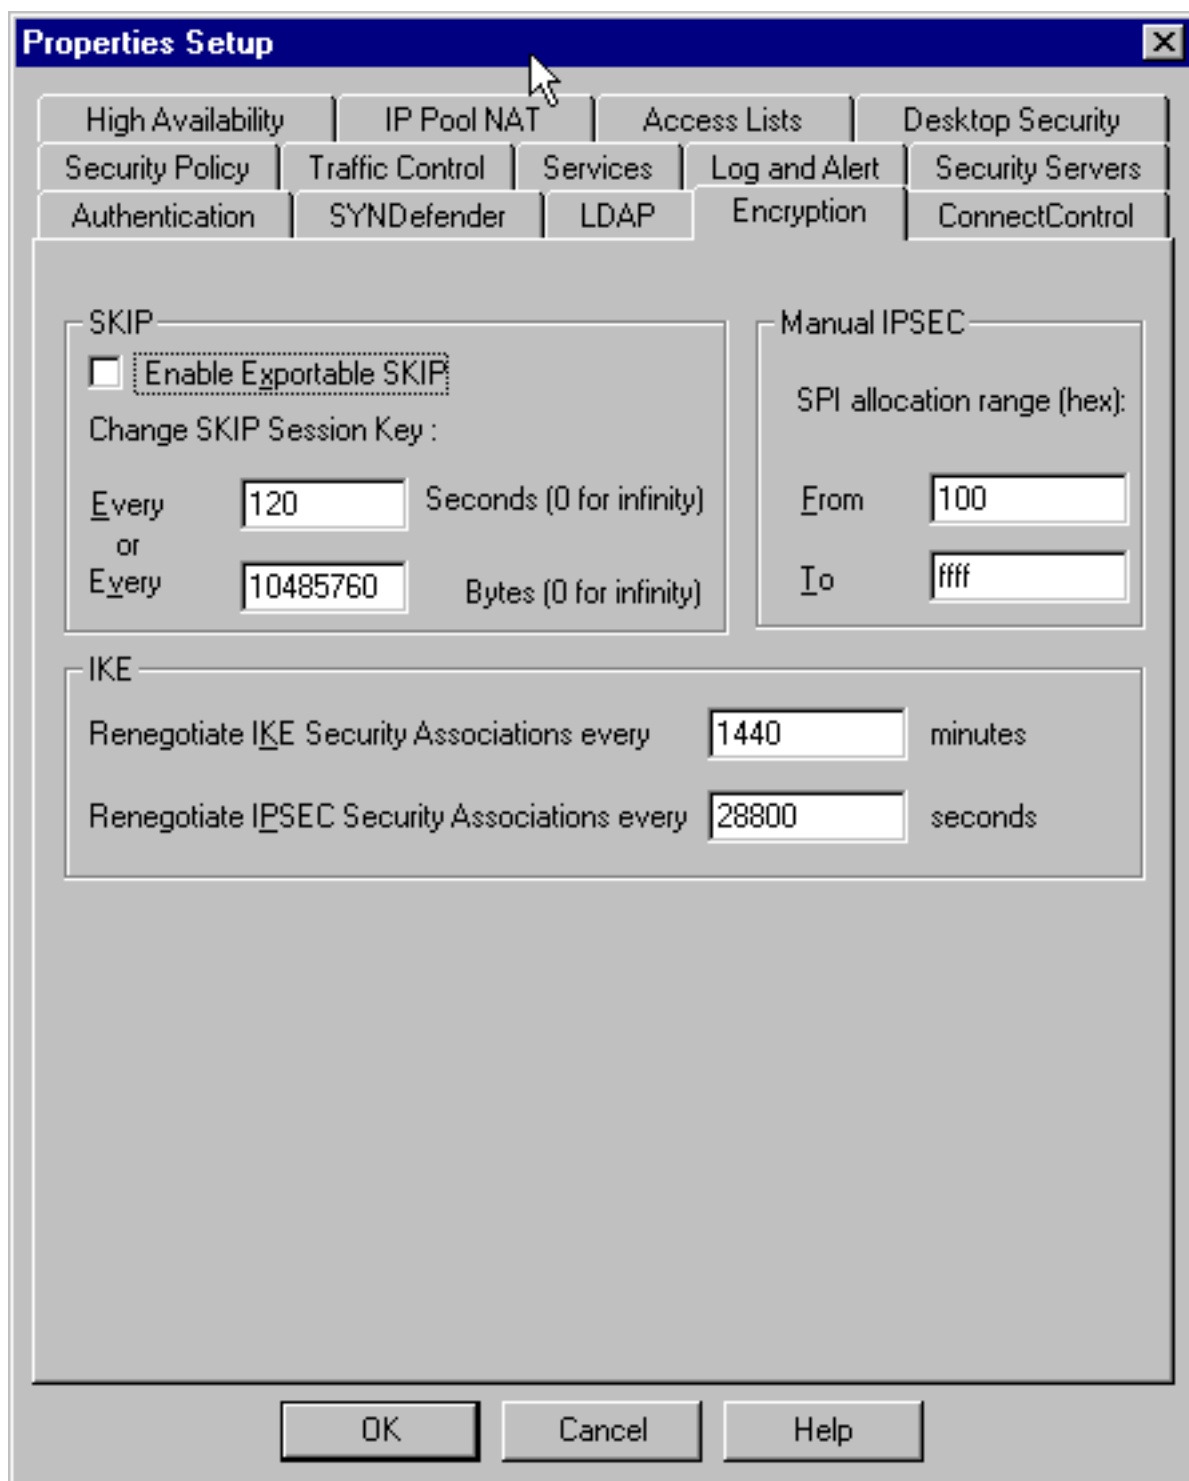 Properties Setup
High Availability IP Pool NAT Access Lists Desktop Security
Security Policy Traffic Control Services Log and Alert Security Servers
Authentication SYNDefender LDAP Encryption ConnectControl
SKIP
Enable Exportable SKIP
Change SKIP Session Key :
Every 120 Seconds (0 for infinity)
or
Every 10485760 Bytes (0 for infinity)
Manual IPSEC
SPI allocation range (hex):
From 100
To ffff
IKE
Renegotiate IKE Security Associations every 1440 minutes
Renegotiate IPSEC Security Associations every 28800 seconds
OK Cancel Help